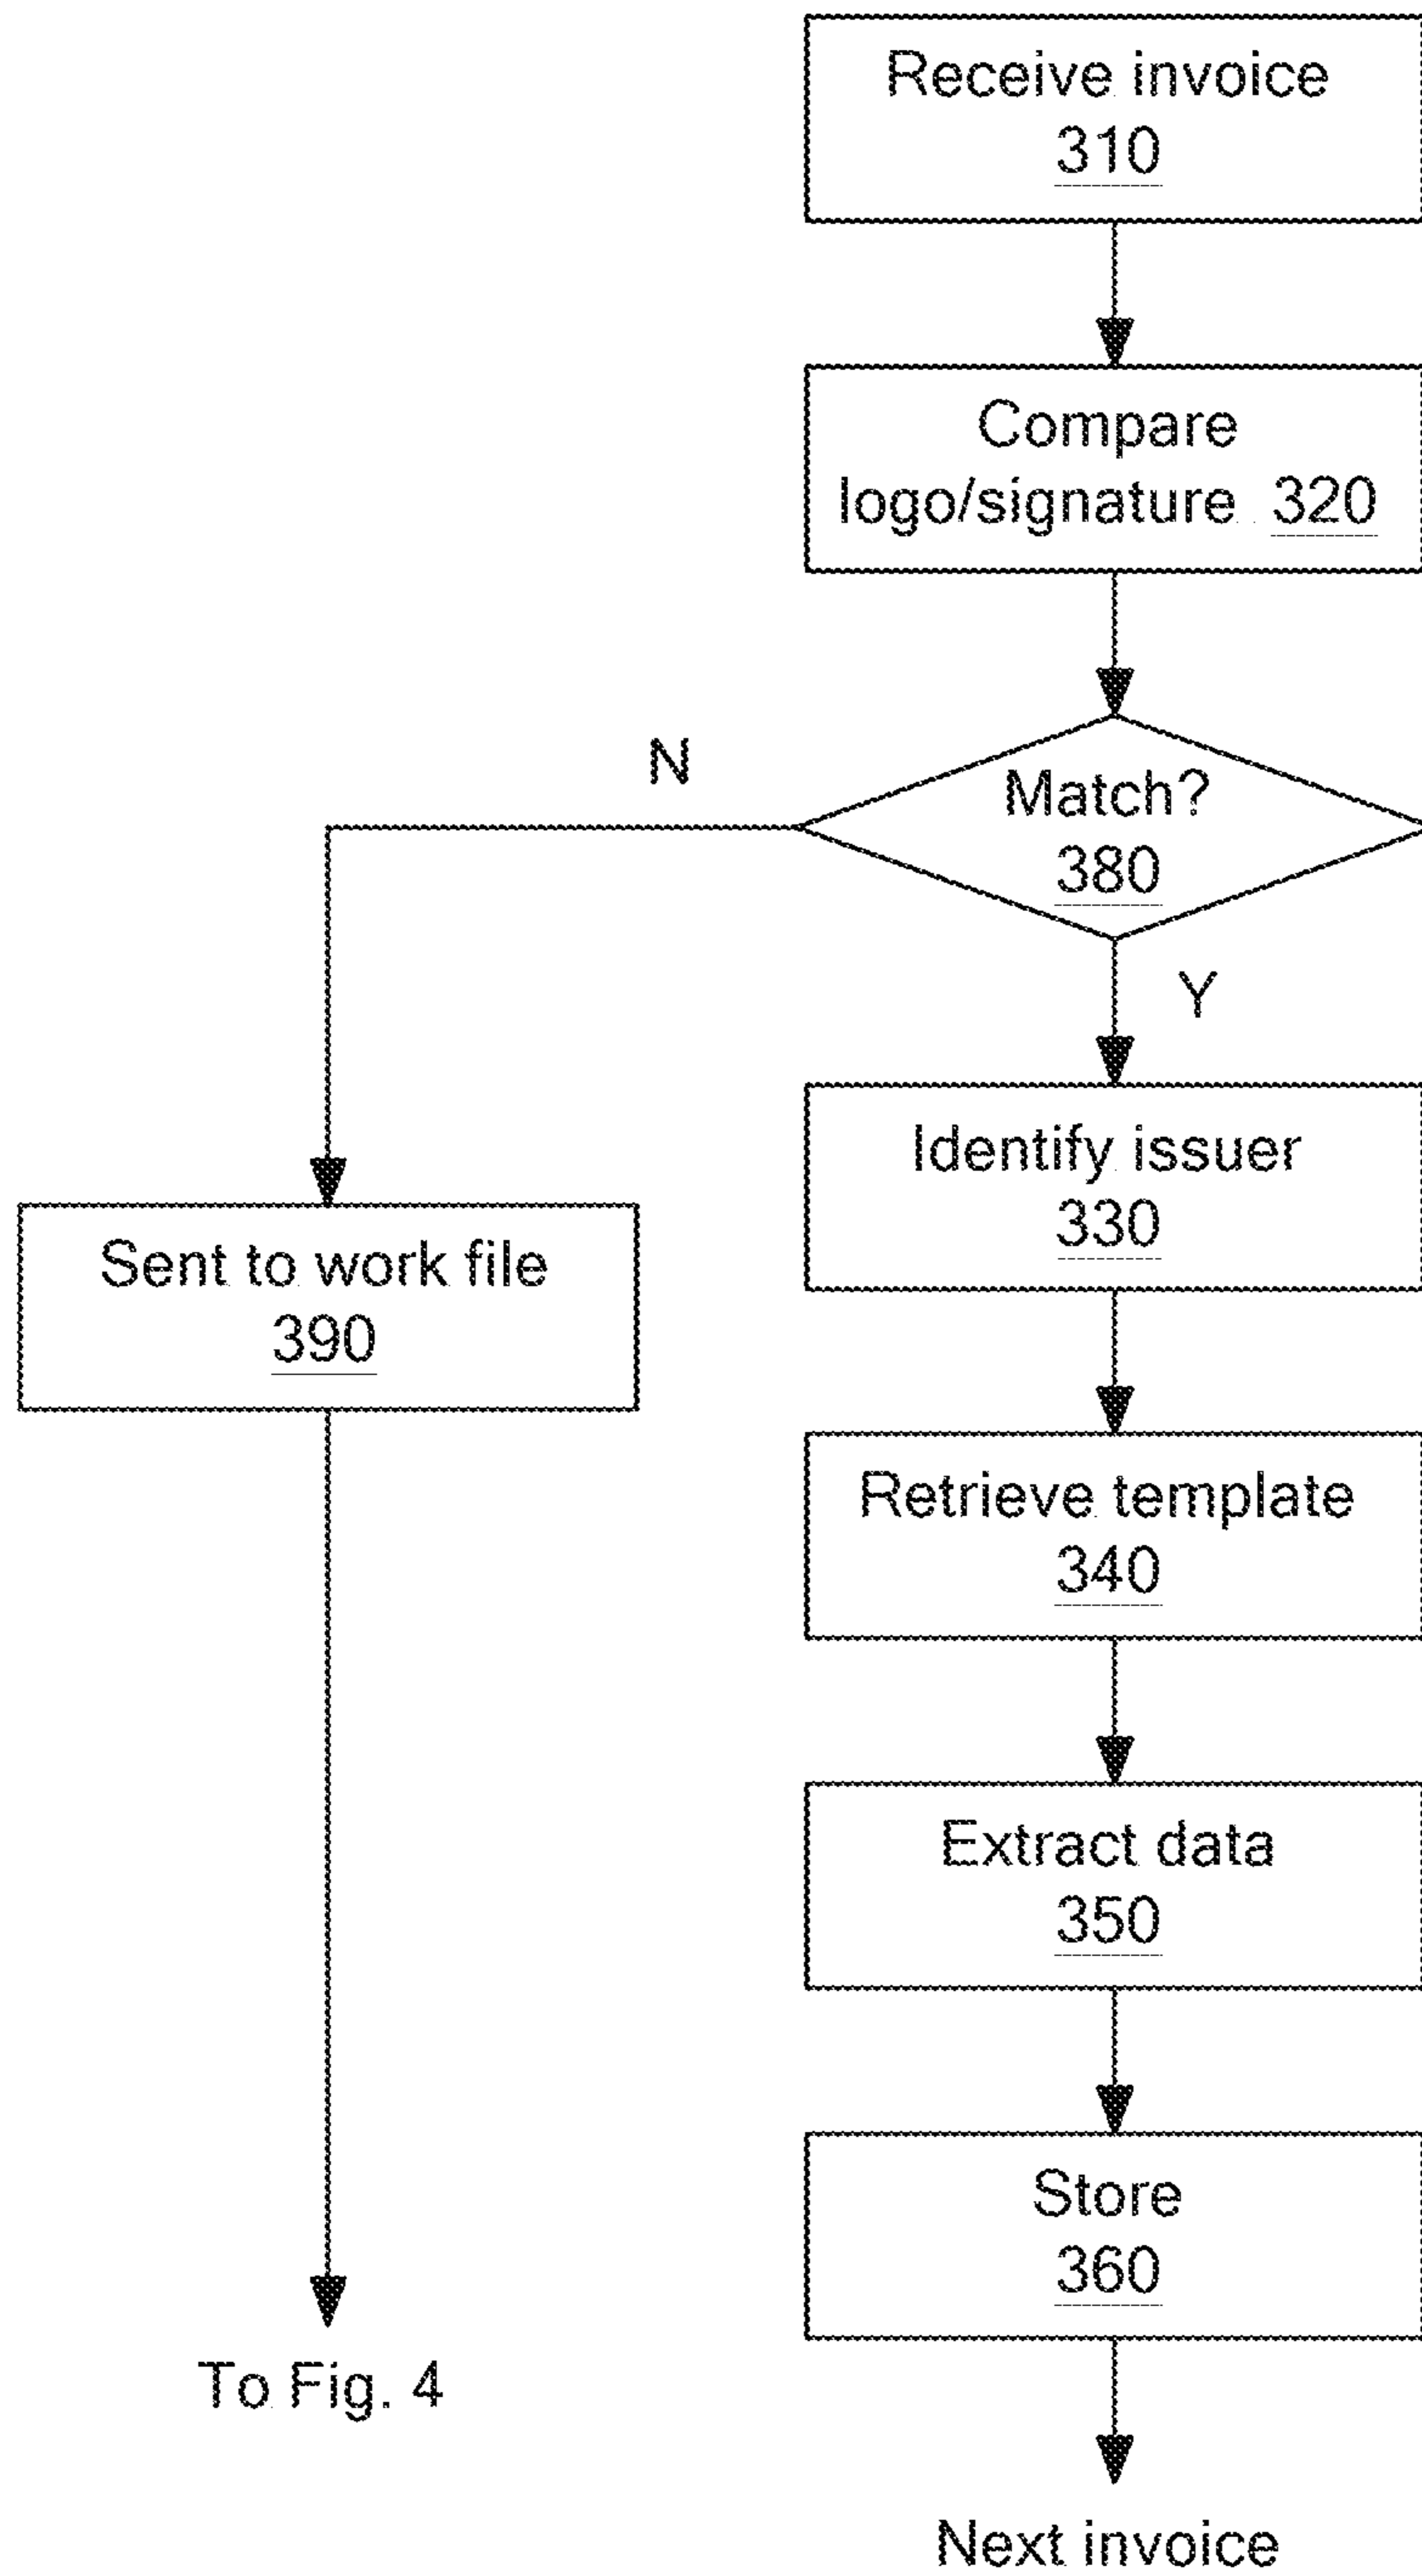 Receive invoice
310
Compare
logo/signature 320
N
Match?
380
Y
Identify issuer
330
Sent to work file
390
Retrieve template
340
Extract data
350
Store
360
To Fig. 4
Next invoice